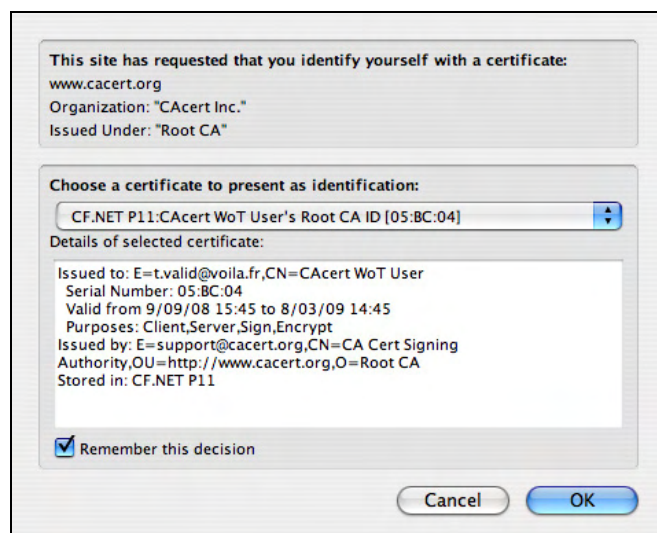 This site has requested that you identify yourself with a certificate:
www.cacert.org
Organization: "CAcert Inc."
Issued Under: "Root CA"
Choose a certificate to present as identification:
CF.NET P11:CAcert WoT User's Root CA ID [05:BC:04]
Details of selected certificate:
Issued to: E=t.valid@voila.fr,CN=CAcert WoT User
Serial Number: 05:BC:04
Valid from 9/09/08 15:45 to 8/03/09 14:45
Purposes: Client,Server,Sign,Encrypt
Issued by: E=support@cacert.org,CN=CA Cert Signing
Authority,OU=http://www.cacert.org,O=Root CA
Stored in: CF.NET P11
Remember this decision
Cancel OK